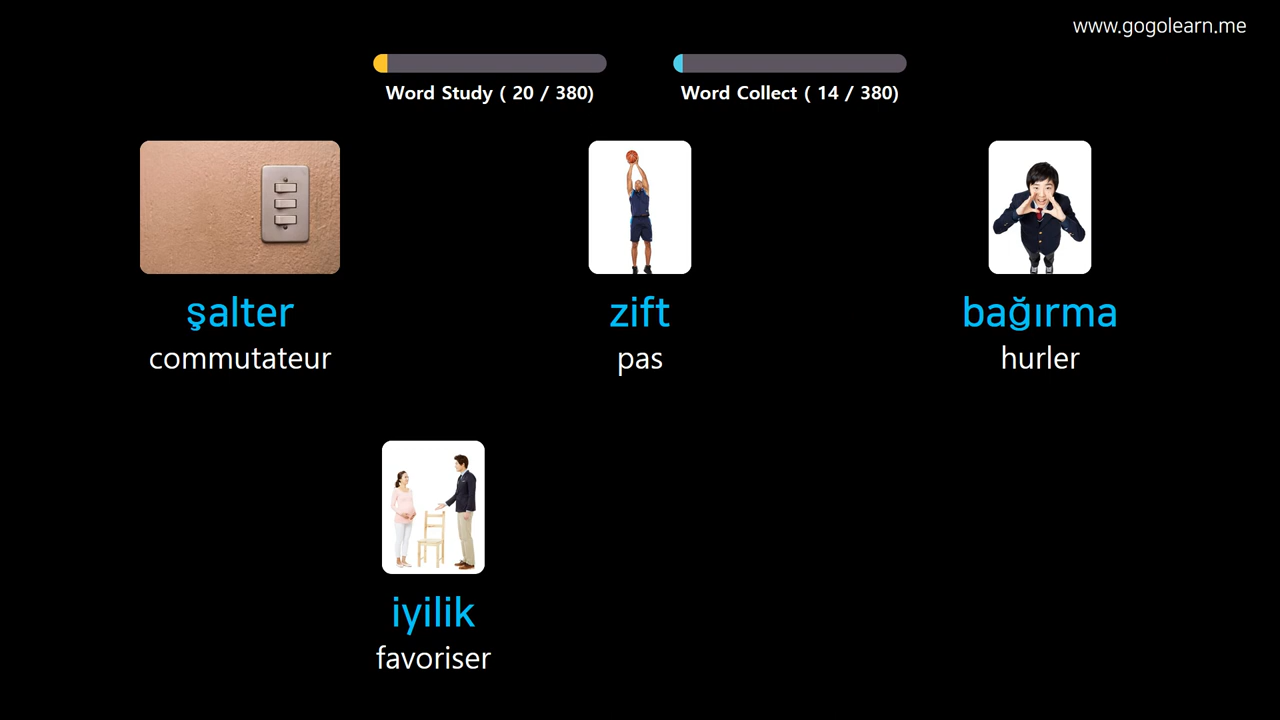 www.gogolearn.me
Word Study ( 20 / 380)
Word Collect ( 14 / 380)
şalter
commutateur
zift
pas
bağırma
hurler
iyilik
favoriser